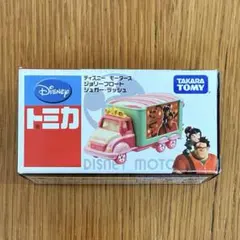 Disney
トミカ
ディズニー モータース
ジョリーフロート
シュガー・ラッシュ
TAKARA
TOMY
DISNEY MOTO